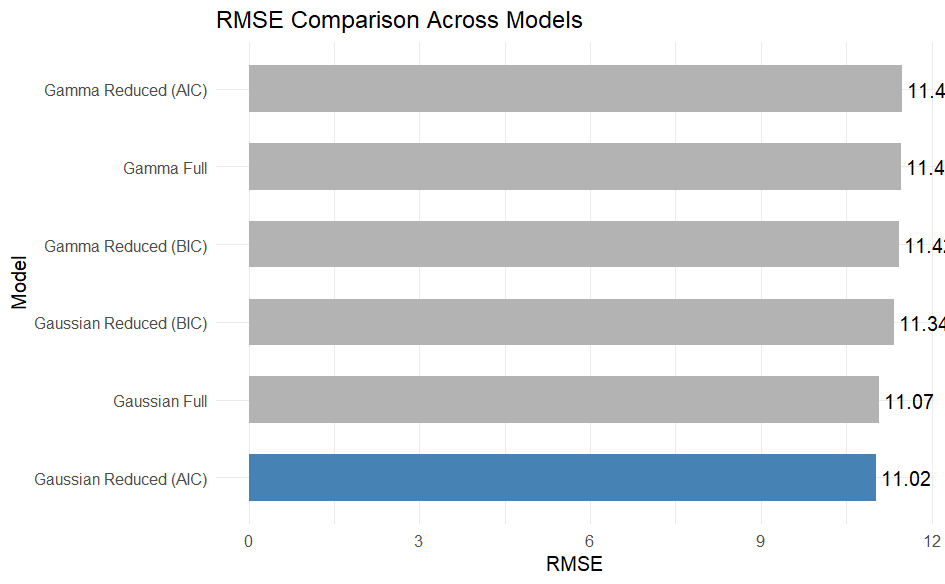 RMSE Comparison Across Models
Model
Gamma Reduced (AIC) 11.4
Gamma Full 11.4
Gamma Reduced (BIC) 11.42
Gaussian Reduced (BIC) 11.34
Gaussian Full 11.07
Gaussian Reduced (AIC) 11.02
0 3 6 9 12
RMSE